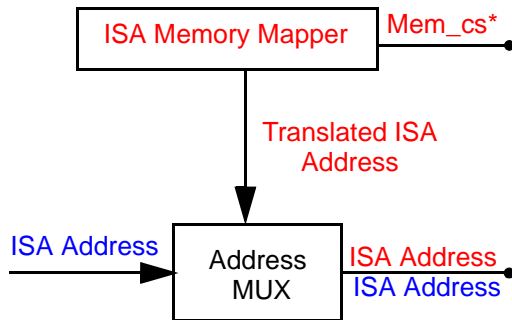 ISA Memory Mapper
Mem_cs*
Translated ISA
Address
ISA Address
Address
MUX
ISA Address
ISA Address